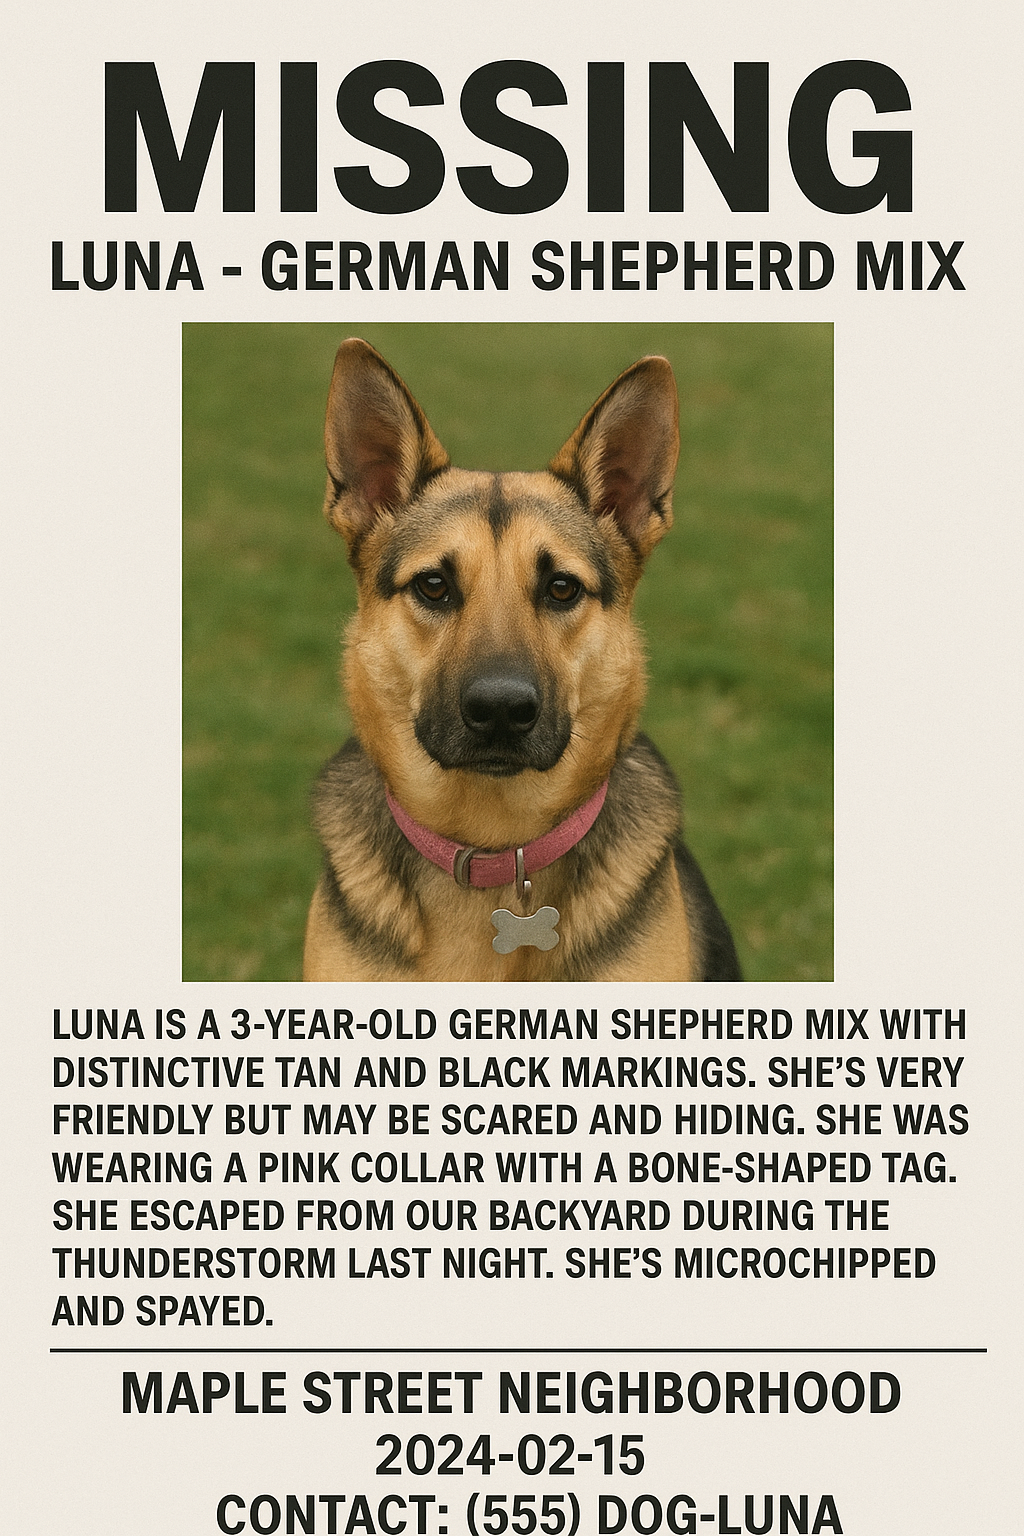 MISSING
LUNA - GERMAN SHEPHERD MIX
LUNA IS A 3-YEAR-OLD GERMAN SHEPHERD MIX WITH
DISTINCTIVE TAN AND BLACK MARKINGS. SHE’S VERY
FRIENDLY BUT MAY BE SCARED AND HIDING. SHE WAS
WEARING A PINK COLLAR WITH A BONE-SHAPED TAG.
SHE ESCAPED FROM OUR BACKYARD DURING THE
THUNDERSTORM LAST NIGHT. SHE’S MICROCHIPPED
AND SPAYED.
MAPLE STREET NEIGHBORHOOD
2024-02-15
CONTACT: (555) DOG-LUNA